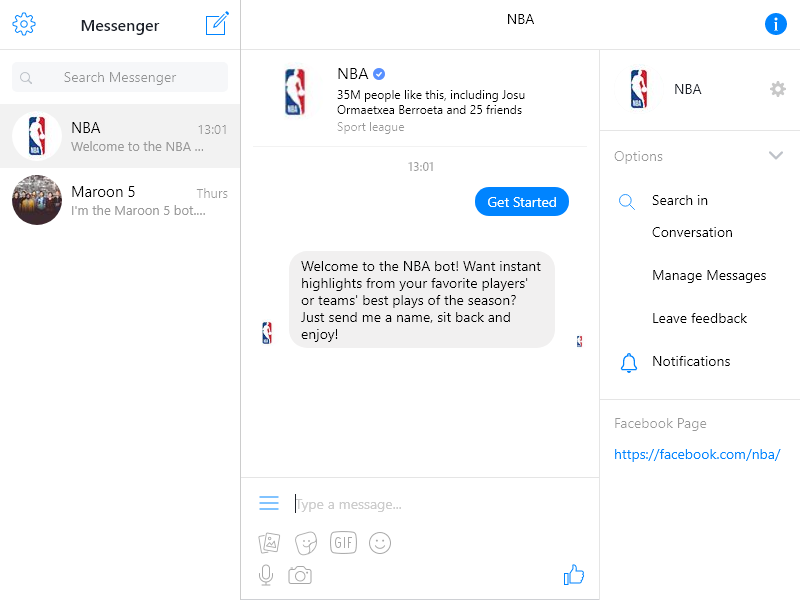 Messenger
Search Messenger
NBA
13:01
Welcome to the NBA ...
Maroon 5
Thurs
I'm the Maroon 5 bot....
NBA
NBA
35M people like this, including Josu
Ormaetxea Berroeta and 25 friends
Sport league
13:01
Get Started
Welcome to the NBA bot! Want instant
highlights from your favorite players'
or teams' best plays of the season?
Just send me a name, sit back and
enjoy!
Type a message...
GIF
NBA
Options
Search in
Conversation
Manage Messages
Leave feedback
Notifications
Facebook Page
https://facebook.com/nba/